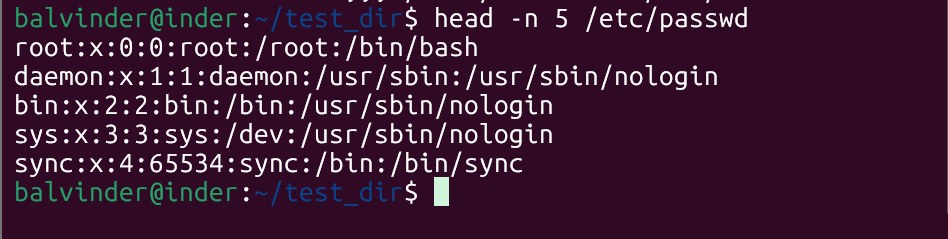 balvinder@inder:~/test_dir$ head -n 5 /etc/passwd
root:x:0:0:root:/root:/bin/bash
daemon:x:1:1:daemon:/usr/sbin:/usr/sbin/nologin
bin:x:2:2:bin:/bin:/usr/sbin/nologin
sys:x:3:3:sys:/dev:/usr/sbin/nologin
sync:x:4:65534:sync:/bin:/bin/sync
balvinder@inder:~/test_dir$